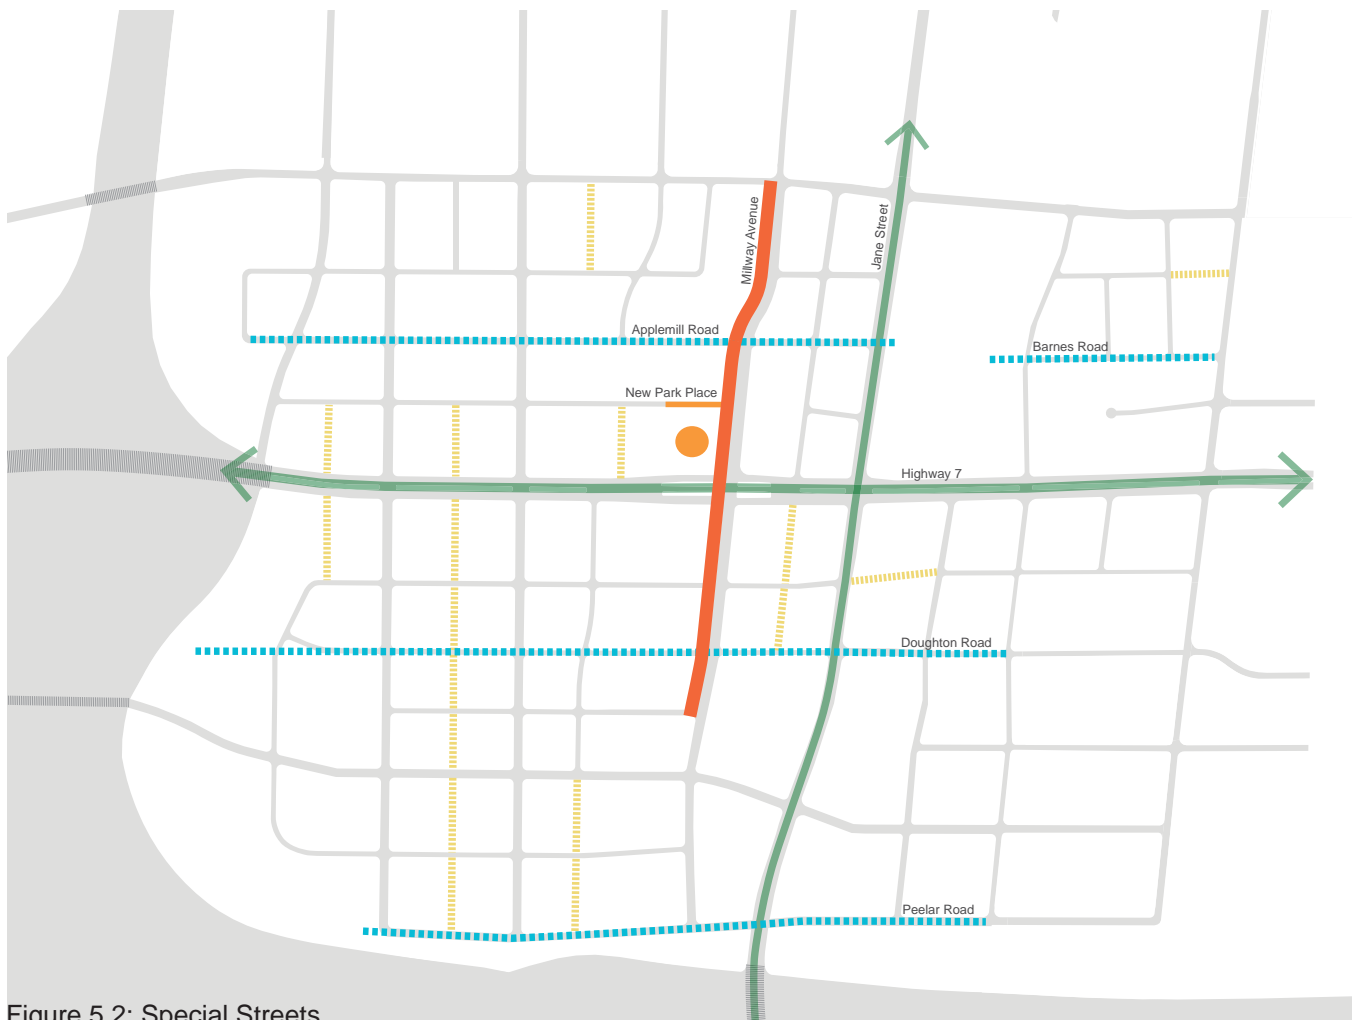 Millway Avenue
Jane Street
Applemill Road
Barnes Road
New Park Place
Highway 7
Doughton Road
Peelar Road
Figure 5.2: Special Streets